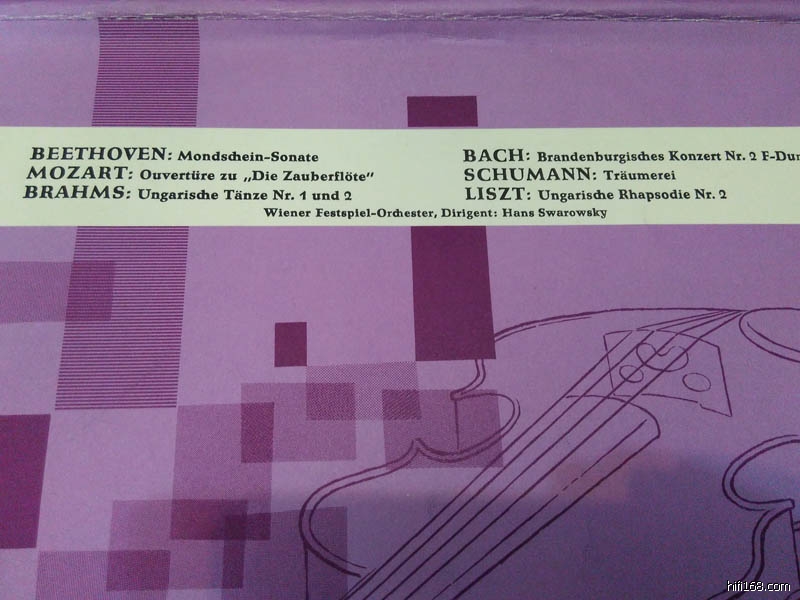 BEETHOVEN: Mondschein-Sonate
MOZART: Ouvertüre zu „Die Zauberflöte"
BRAHMS: Ungarische Tänze Nr. 1 und 2
BACH: Brandenburgisches Konzert Nr. 2 F-Dur
SCHUMANN: Träumerei
LISZT: Ungarische Rhapsodie Nr. 2
Wiener Festspiel-Orchester, Dirigent: Hans Swarowsky
hifi168.com